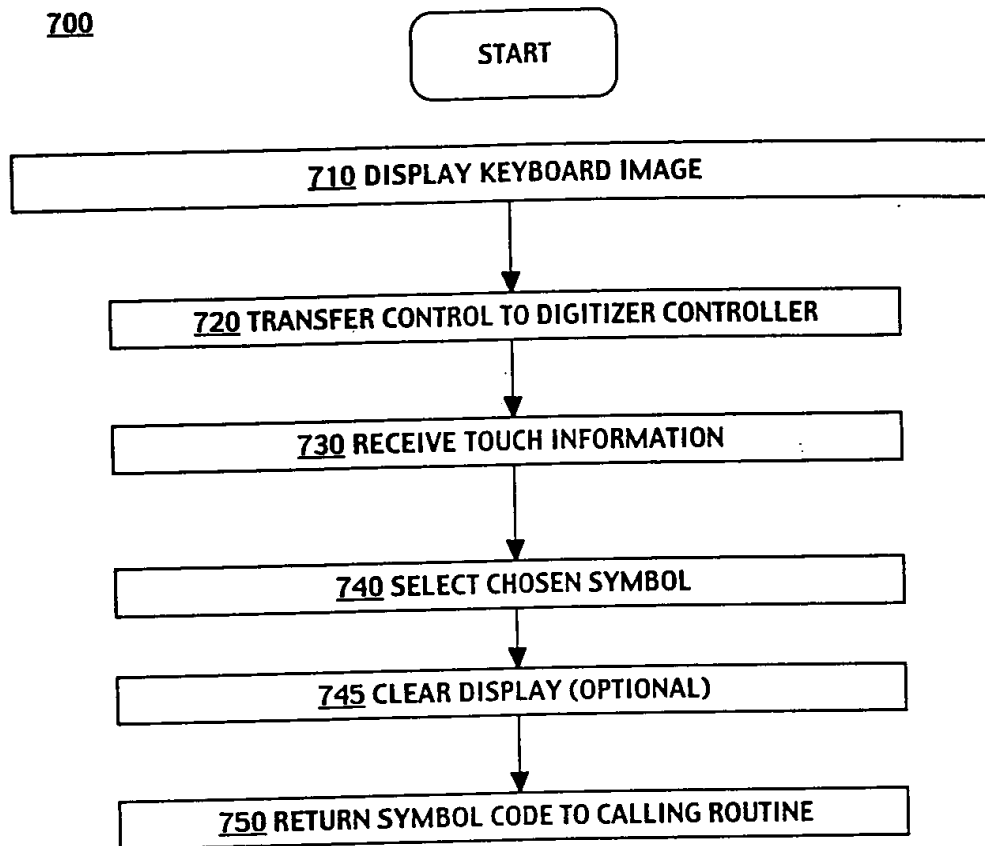 700
START
710 DISPLAY KEYBOARD IMAGE
720 TRANSFER CONTROL TO DIGITIZER CONTROLLER
730 RECEIVE TOUCH INFORMATION
740 SELECT CHOSEN SYMBOL
745 CLEAR DISPLAY (OPTIONAL)
750 RETURN SYMBOL CODE TO CALLING ROUTINE